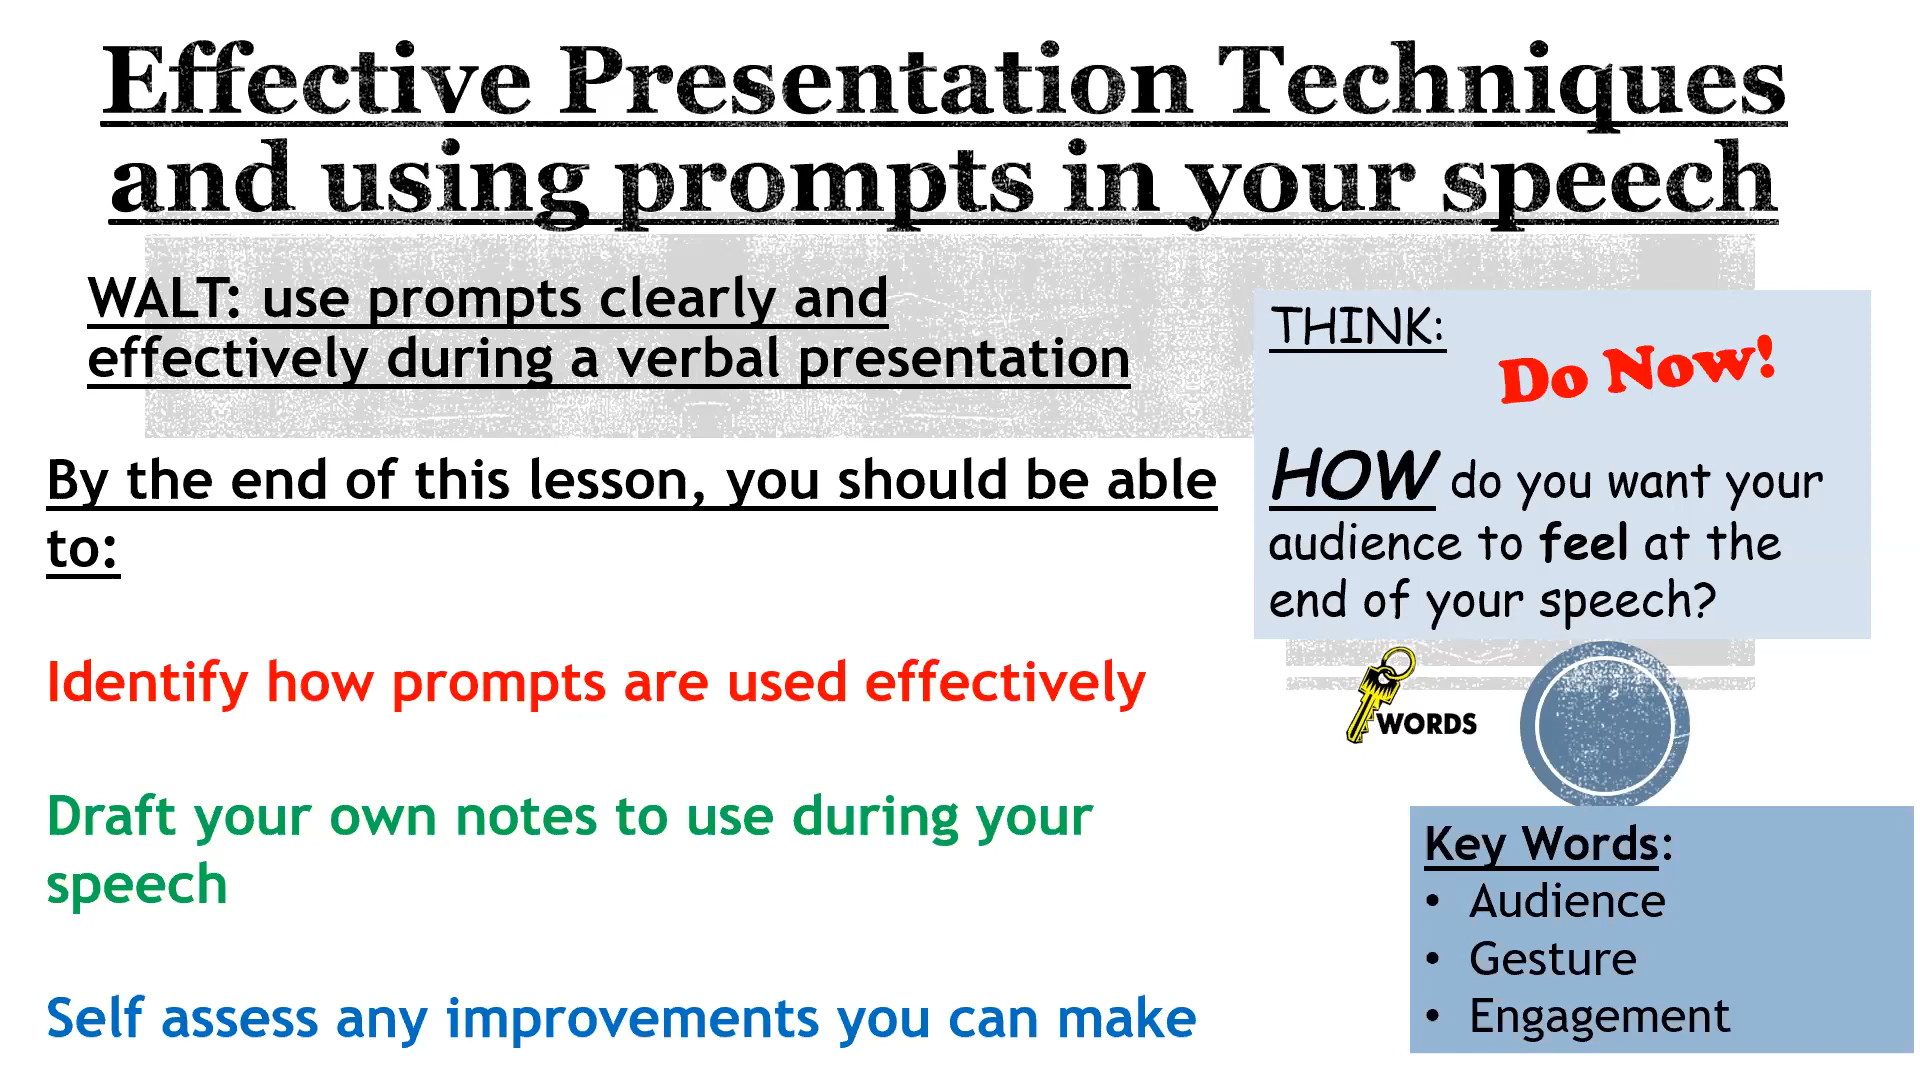 Effective Presentation Techniques
and using prompts in your speech
WALT: use prompts clearly and
effectively during a verbal presentation
By the end of this lesson, you should be able
to:
Identify how prompts are used effectively
Draft your own notes to use during your
speech
Self assess any improvements you can make
THINK:
Do Now!
HOW do you want your
audience to feel at the
end of your speech?
WORDS
Key Words:
• Audience
• Gesture
• Engagement